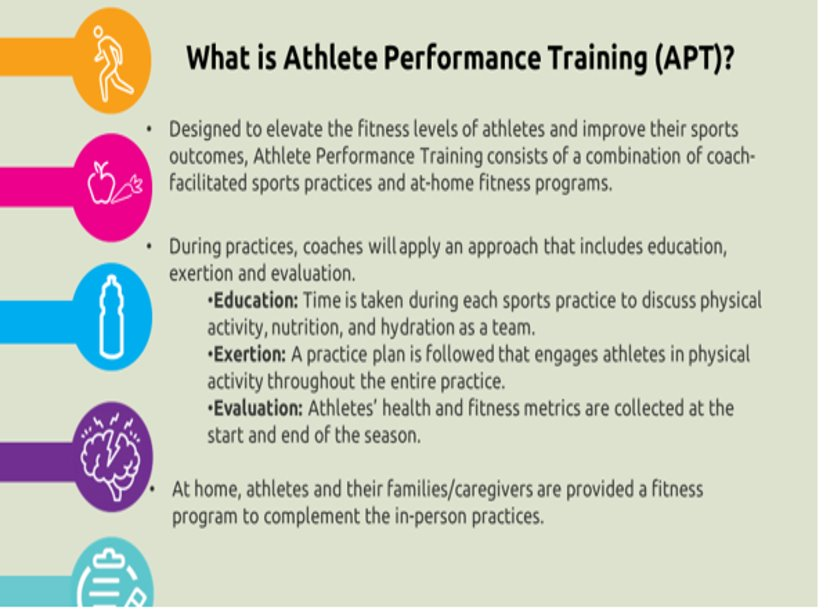 What is Athlete Performance Training (APT)?
• Designed to elevate the fitness levels of athletes and improve their sports
outcomes, Athlete Performance Training consists of a combination of coach-
facilitated sports practices and at-home fitness programs.
• During practices, coaches will apply an approach that includes education,
exertion and evaluation.
•Education: Time is taken during each sports practice to discuss physical
activity, nutrition, and hydration as a team.
•Exertion: A practice plan is followed that engages athletes in physical
activity throughout the entire practice.
•Evaluation: Athletes’ health and fitness metrics are collected at the
start and end of the season.
• At home, athletes and their families/caregivers are provided a fitness
program to complement the in-person practices.